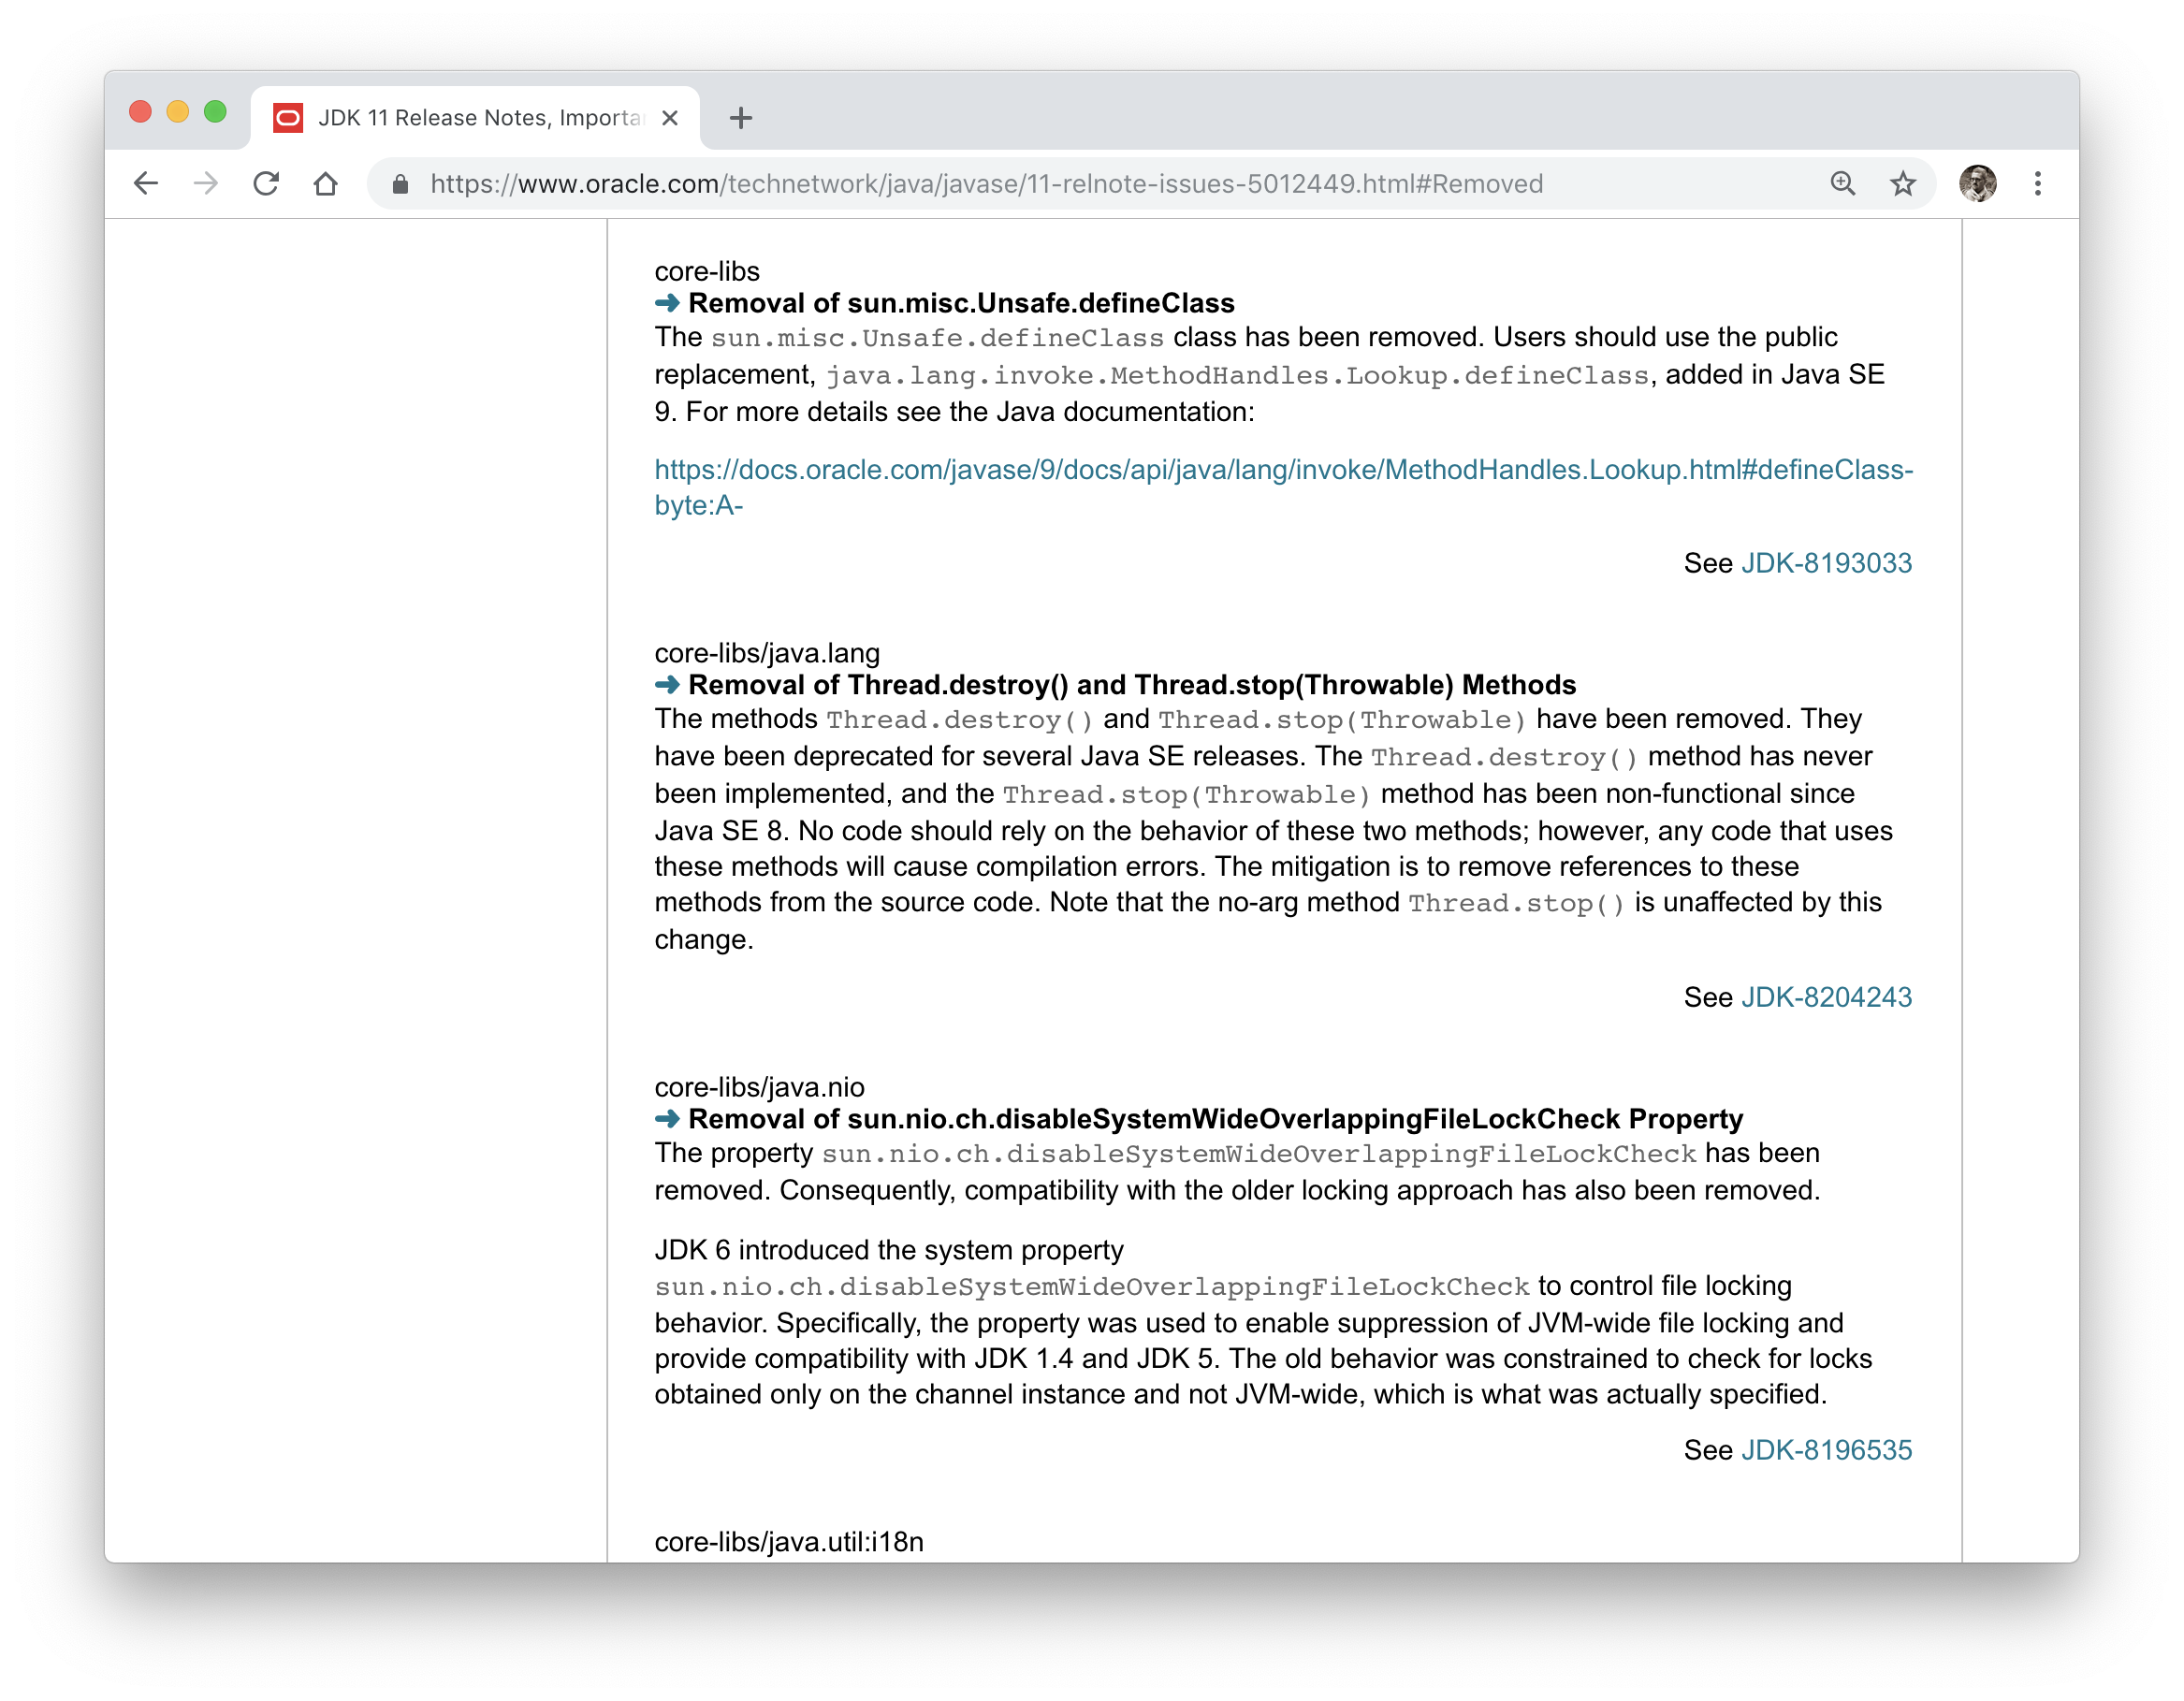 JDK 11 Release Notes, Importa
https://www.oracle.com/technetwork/java/javase/11-relnote-issues-5012449.html#Removed
core-libs
➜ Removal of sun.misc.Unsafe.defineClass
The sun.misc.Unsafe.defineClass class has been removed. Users should use the public
replacement, java.lang.invoke.MethodHandles.Lookup.defineClass, added in Java SE
9. For more details see the Java documentation:
https://docs.oracle.com/javase/9/docs/api/java/lang/invoke/MethodHandles.Lookup.html#defineClass-
byte:A-
See JDK-8193033
core-libs/java.lang
➜ Removal of Thread.destroy() and Thread.stop(Throwable) Methods
The methods Thread.destroy() and Thread.stop(Throwable) have been removed. They
have been deprecated for several Java SE releases. The Thread.destroy() method has never
been implemented, and the Thread.stop(Throwable) method has been non-functional since
Java SE 8. No code should rely on the behavior of these two methods; however, any code that uses
these methods will cause compilation errors. The mitigation is to remove references to these
methods from the source code. Note that the no-arg method Thread.stop() is unaffected by this
change.
See JDK-8204243
core-libs/java.nio
➜ Removal of sun.nio.ch.disableSystemWideOverlappingFileLockCheck Property
The property sun.nio.ch.disableSystemWideOverlappingFileLockCheck has been
removed. Consequently, compatibility with the older locking approach has also been removed.
JDK 6 introduced the system property
sun.nio.ch.disableSystemWideOverlappingFileLockCheck to control file locking
behavior. Specifically, the property was used to enable suppression of JVM-wide file locking and
provide compatibility with JDK 1.4 and JDK 5. The old behavior was constrained to check for locks
obtained only on the channel instance and not JVM-wide, which is what was actually specified.
See JDK-8196535
core-libs/java.util:i18n